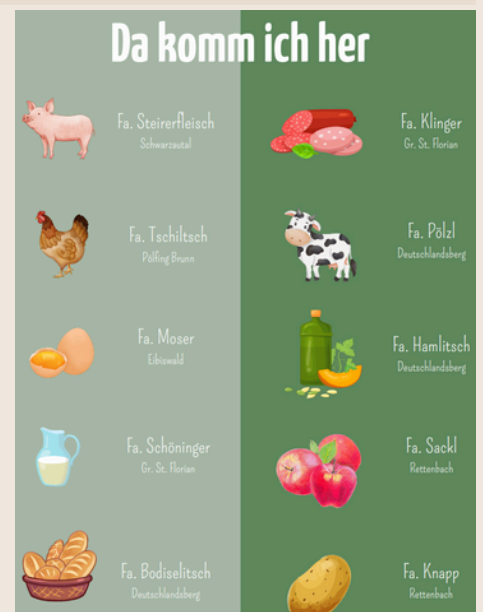 Da komm ich her
Fa. Steirerfleisch
Schwarzautal
Fa. Tschiltsch
Pölfing Brunn
Fa. Moser
Eibiswald
Fa. Schöninger
Gr. St. Florian
Fa. Bodiselitsch
Deutschlandsberg
Fa. Klinger
Gr. St. Florian
Fa. Pölzl
Deutschlandsberg
Fa. Hamlitsch
Deutschlandsberg
Fa. Sackl
Rettenbach
Fa. Knapp
Rettenbach